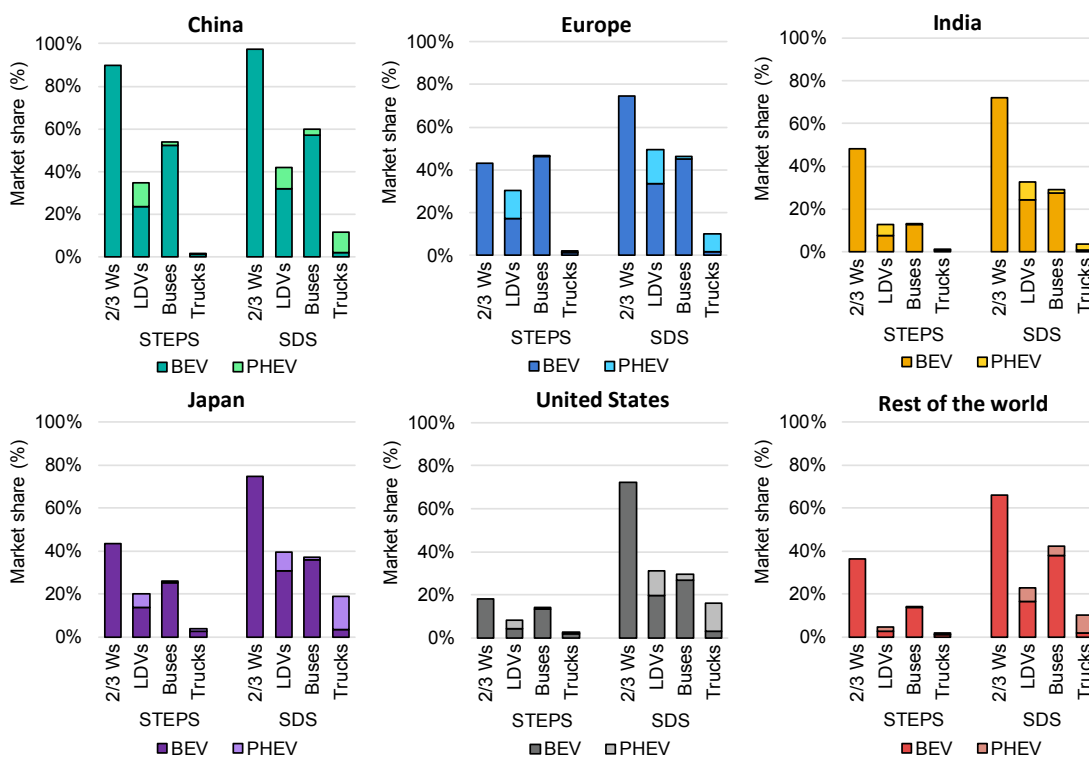 China
Market share (%)
100%
80%
60%
40%
20%
0%
2/3 Ws
LDVs
Buses
Trucks
2/3 Ws
LDVs
Buses
Trucks
STEPS SDS
BEV PHEV
Europe
Market share (%)
100%
80%
60%
40%
20%
0%
2/3 Ws
LDVs
Buses
Trucks
2/3 Ws
LDVs
Buses
Trucks
STEPS SDS
BEV PHEV
India
Market share (%)
100%
80%
60%
40%
20%
0%
2/3 Ws
LDVs
Buses
Trucks
2/3 Ws
LDVs
Buses
Trucks
STEPS SDS
BEV PHEV
Japan
Market share (%)
100%
80%
60%
40%
20%
0%
2/3 Ws
LDVs
Buses
Trucks
2/3 Ws
LDVs
Buses
Trucks
STEPS SDS
BEV PHEV
United States
Market share (%)
100%
80%
60%
40%
20%
0%
2/3 Ws
LDVs
Buses
Trucks
2/3 Ws
LDVs
Buses
Trucks
STEPS SDS
BEV PHEV
Rest of the world
Market share (%)
100%
80%
60%
40%
20%
0%
2/3 Ws
LDVs
Buses
Trucks
2/3 Ws
LDVs
Buses
Trucks
STEPS SDS
BEV PHEV